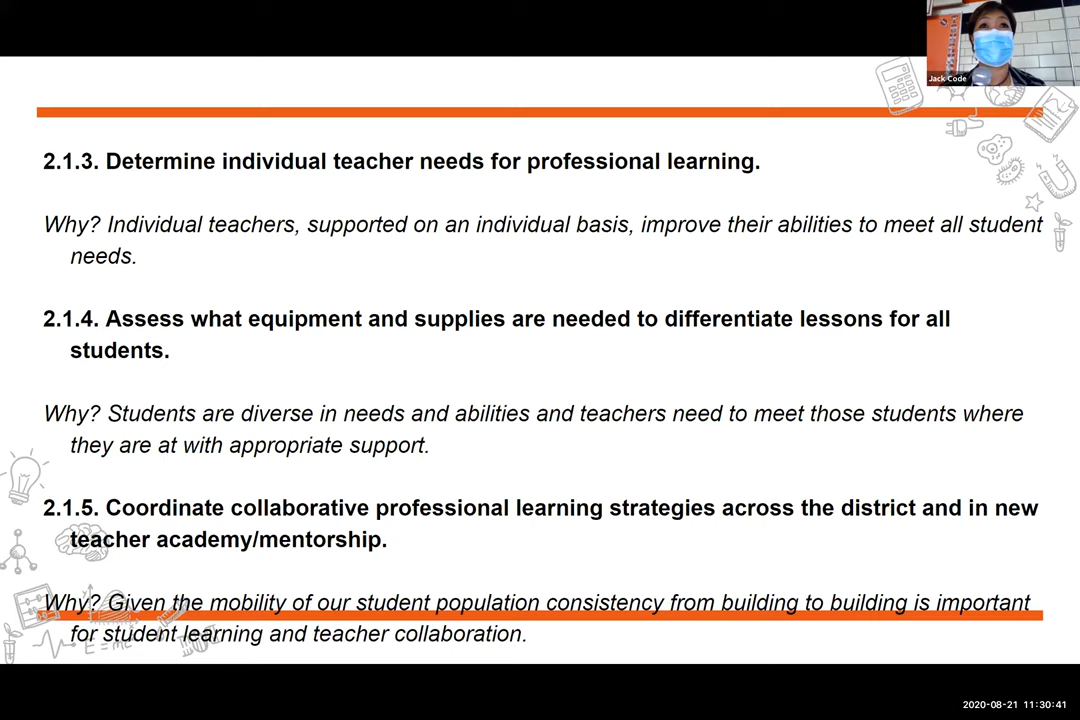 Jack Code
2.1.3. Determine individual teacher needs for professional learning.
Why? Individual teachers, supported on an individual basis, improve their abilities to meet all student
needs.
2.1.4. Assess what equipment and supplies are needed to differentiate lessons for all
students.
Why? Students are diverse in needs and abilities and teachers need to meet those students where
they are at with appropriate support.
2.1.5. Coordinate collaborative professional learning strategies across the district and in new
teacher academy/mentorship.
Why? Given the mobility of our student population consistency from building to building is important
for student learning and teacher collaboration.
E=mc
2020-08-21 11:30:41